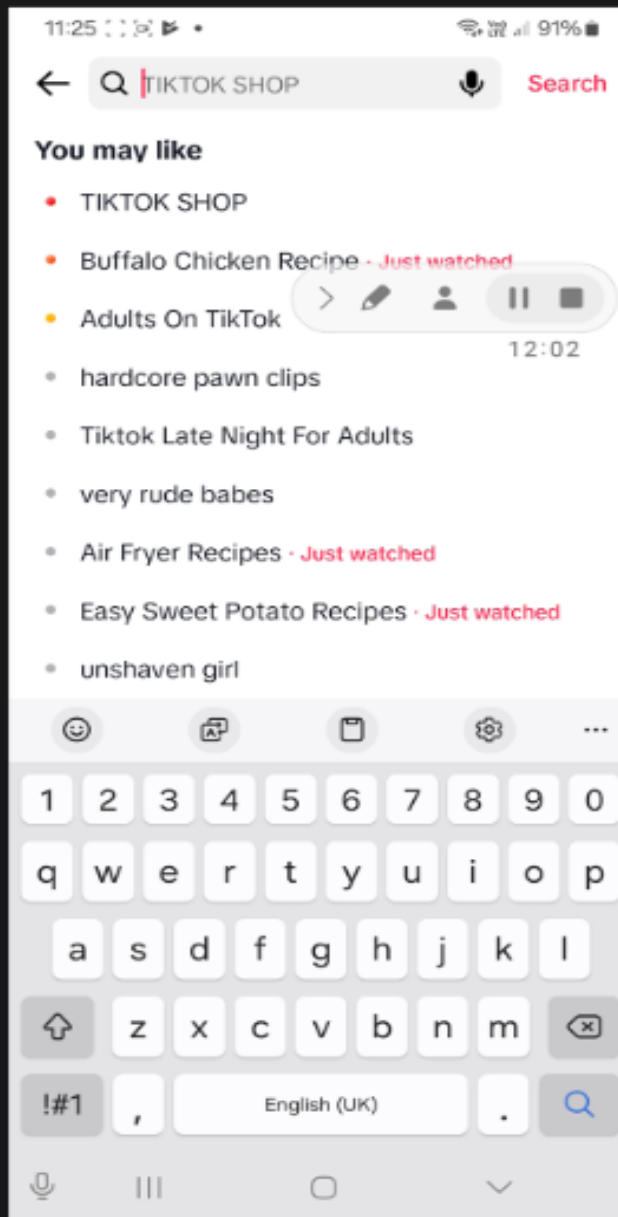 11:25 91%
TIKTOK SHOP Search
You may like
TIKTOK SHOP
Buffalo Chicken Recipe · Just watched
Adults On TikTok
12:02
hardcore pawn clips
Tiktok Late Night For Adults
very rude babes
Air Fryer Recipes · Just watched
Easy Sweet Potato Recipes · Just watched
unshaven girl
1 2 3 4 5 6 7 8 9 0
q w e r t y u i o p
a s d f g h j k l
z x c v b n m
!#1 , English (UK) .